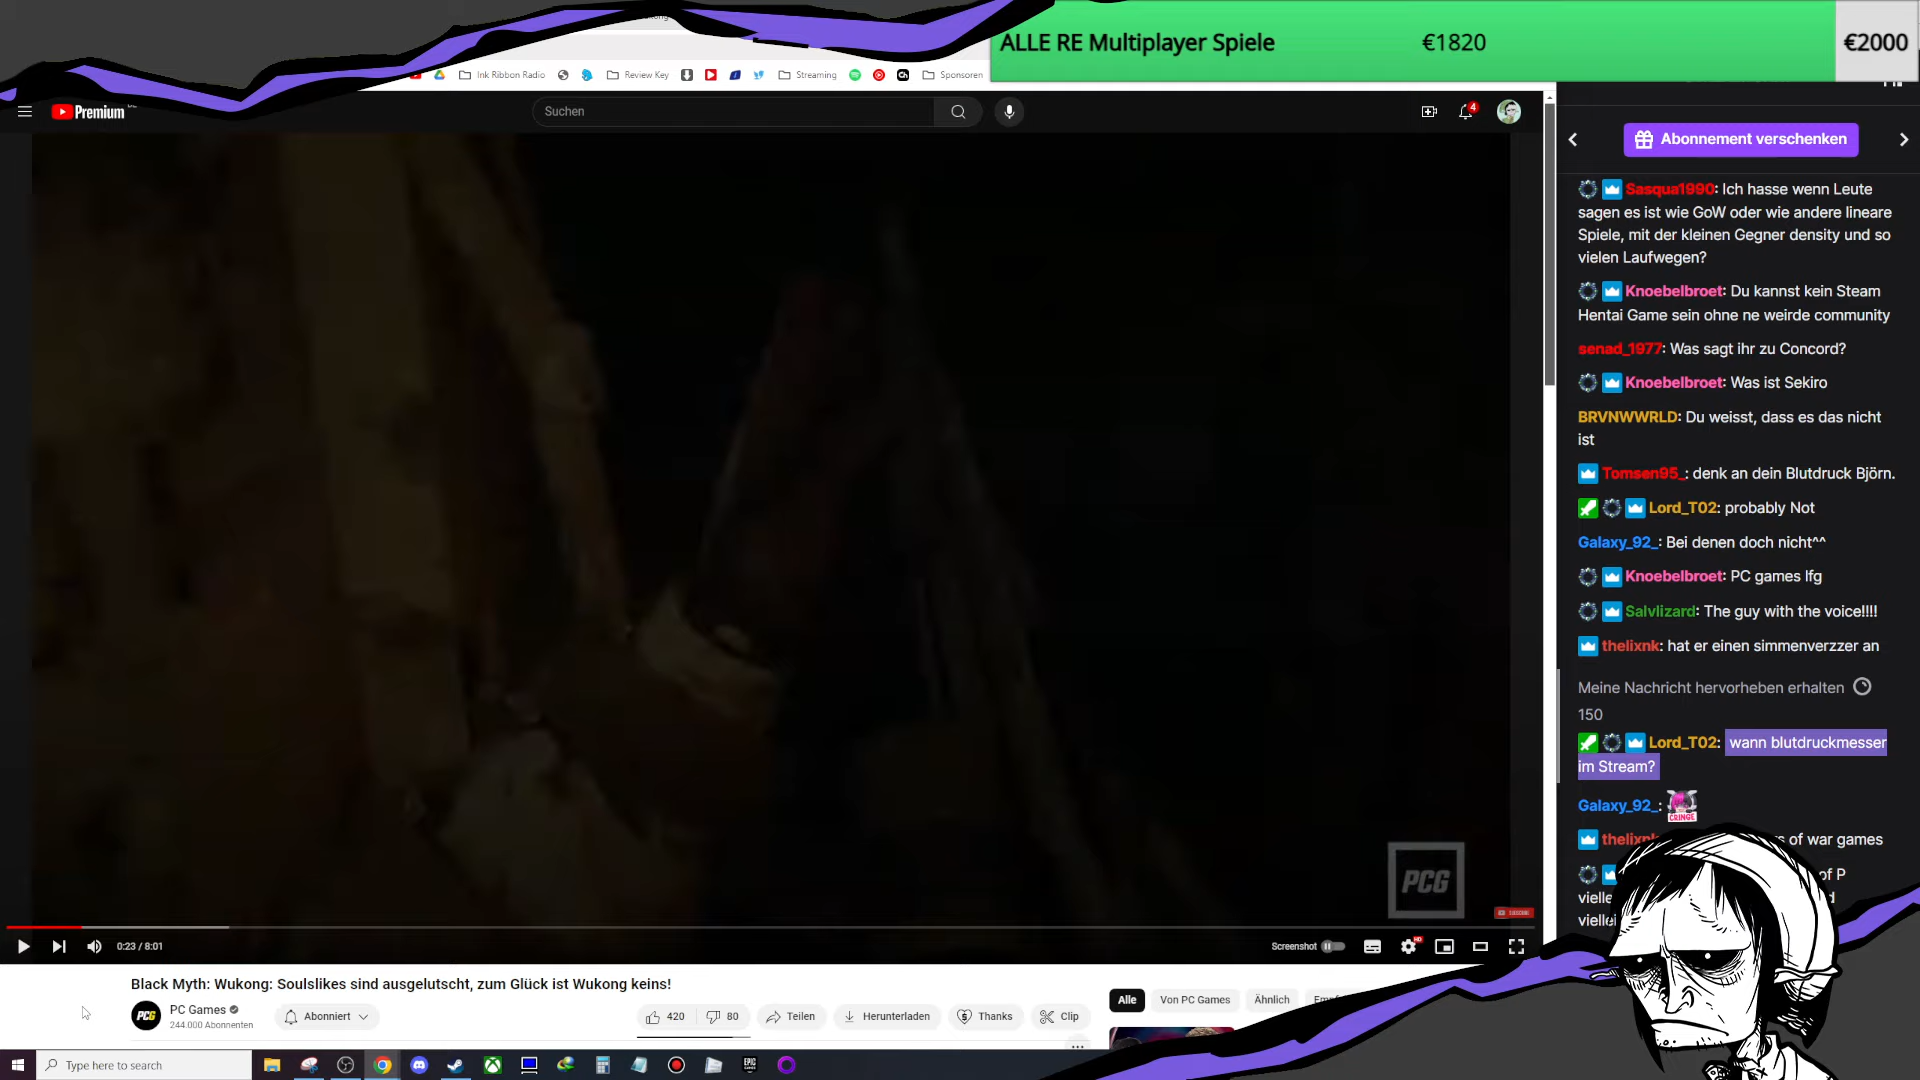 ALLE RE Multiplayer Spiele €1820 €2000
Ink Ribbon Radio Review Key Streaming Sponsoren
Premium
Suchen
4
Abonnement verschenken
Sasqua1990: Ich hasse wenn Leute
sagen es ist wie GoW oder wie andere lineare
Spiele, mit der kleinen Gegner density und so
vielen Laufwegen?
Knoebelbroet: Du kannst kein Steam
Hentai Game sein ohne ne weirde community
senad_1977: Was sagt ihr zu Concord?
Knoebelbroet: Was ist Sekiro
BRVNWWRLD: Du weisst, dass es das nicht
ist
Tomsen95_: denk an dein Blutdruck Björn.
Lord_T02: probably Not
Galaxy_92_: Bei denen doch nicht^^
Knoebelbroet: PC games lfg
Salvlizard: The guy with the voice!!!!
thelixnk: hat er einen simmenverzzer an
Meine Nachricht hervorheben erhalten
150
Lord_T02: wann blutdruckmesser
im Stream?
Galaxy_92_:
CRINGE
thelixnk of war games
of P
PCG
0:23 / 8:01
Screenshot
HD
Black Myth: Wukong: Soulslikes sind ausgelutscht, zum Glück ist Wukong keins!
PCG
PC Games
244.000 Abonnenten
Abonniert
420
80
Teilen
Herunterladen
Thanks
Clip
Alle
Von PC Games
Ähnlich
Type here to search